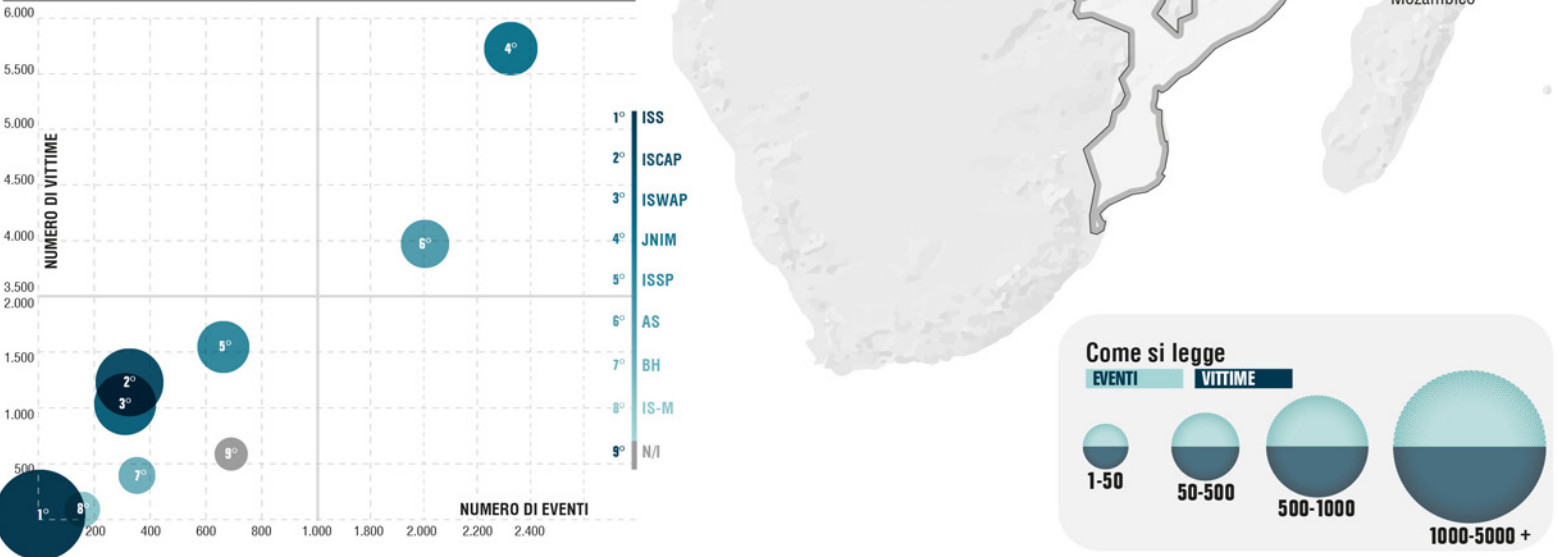 6.000
5.500
5.000
4.500
4.000
3.500
2.000
1.500
1.000
500
NUMERO DI VITTIME
4°
6°
5°
2°
3°
9°
7°
8°
1°
NUMERO DI EVENTI
200 400 600 800 1.000 1.800 2.000 2.200 2.400
1° ISS
2° ISCAP
3° ISWAP
4° JNIM
5° ISSP
6° AS
7° BH
8° IS-M
9° N/I
Mozambico
Come si legge
EVENTI VITTIME
1-50
50-500
500-1000
1000-5000 +